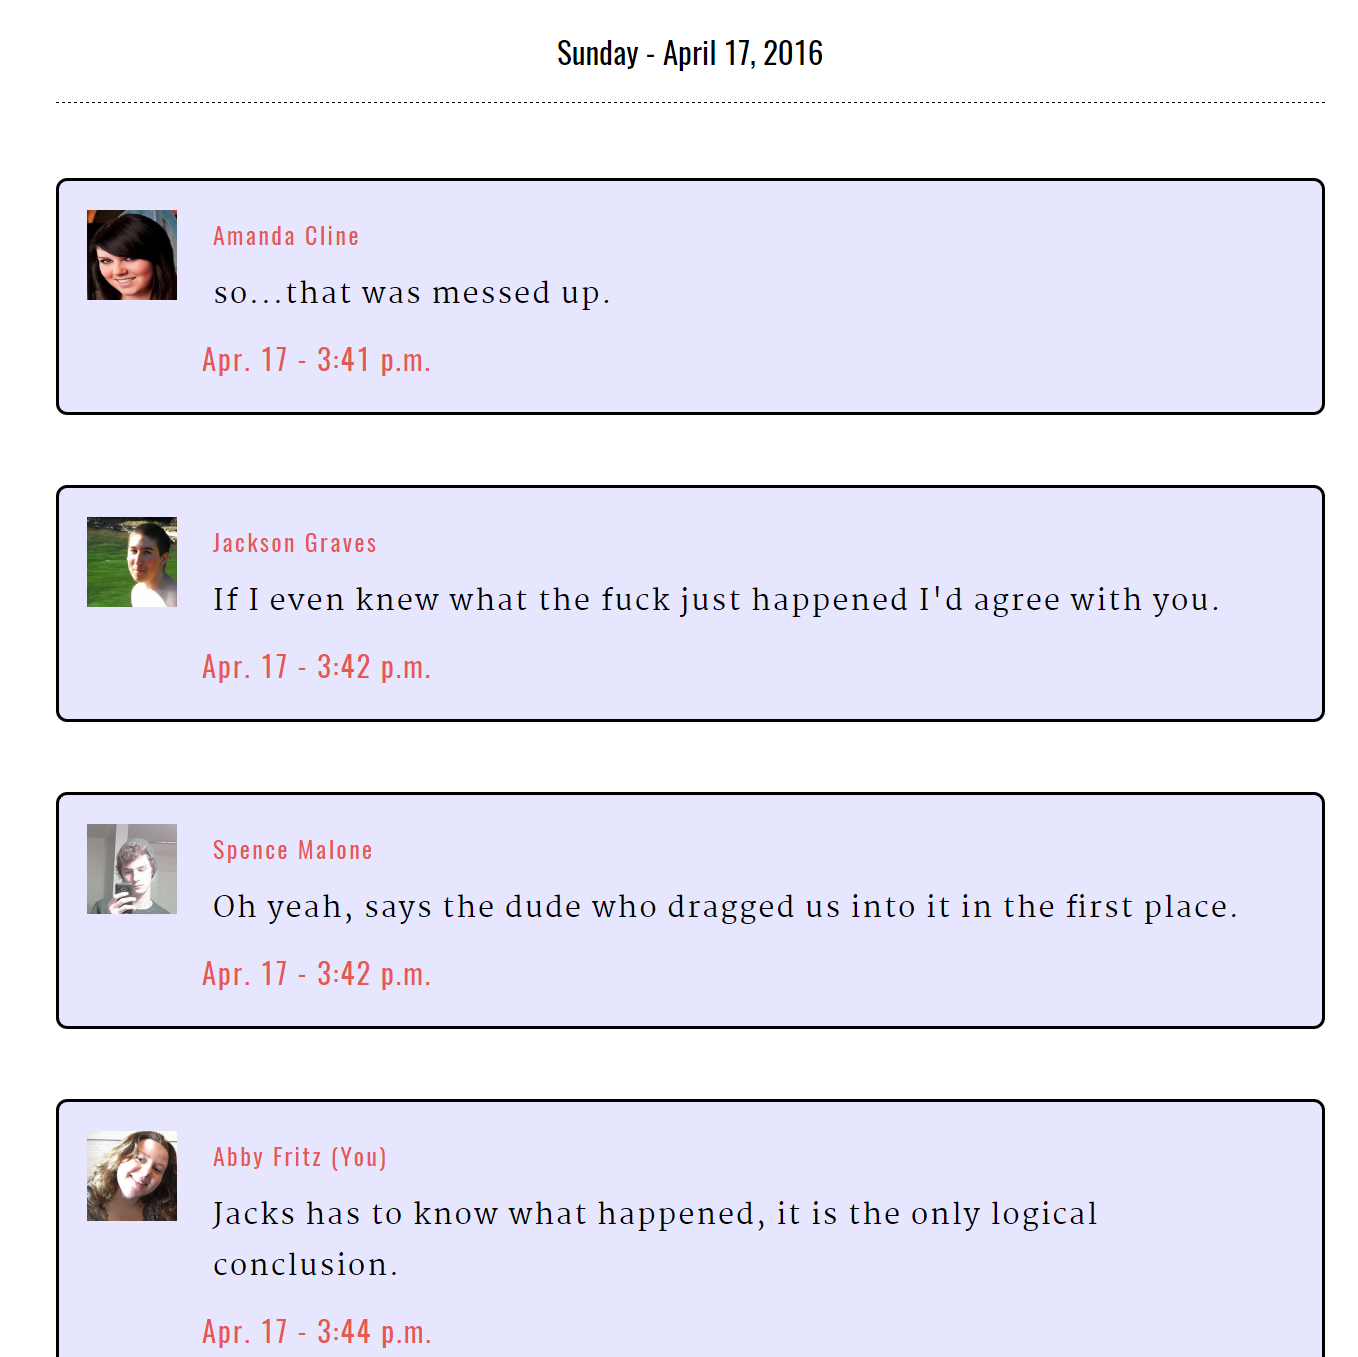 Sunday - April 17, 2016
Amanda Cline
so...that was messed up.
Apr. 17 - 3:41 p.m.
Jackson Graves
If I even knew what the fuck just happened I'd agree with you.
Apr. 17 - 3:42 p.m.
Spence Malone
Oh yeah, says the dude who dragged us into it in the first place.
Apr. 17 - 3:42 p.m.
Abby Fritz (You)
Jacks has to know what happened, it is the only logical
conclusion.
Apr. 17 - 3:44 p.m.